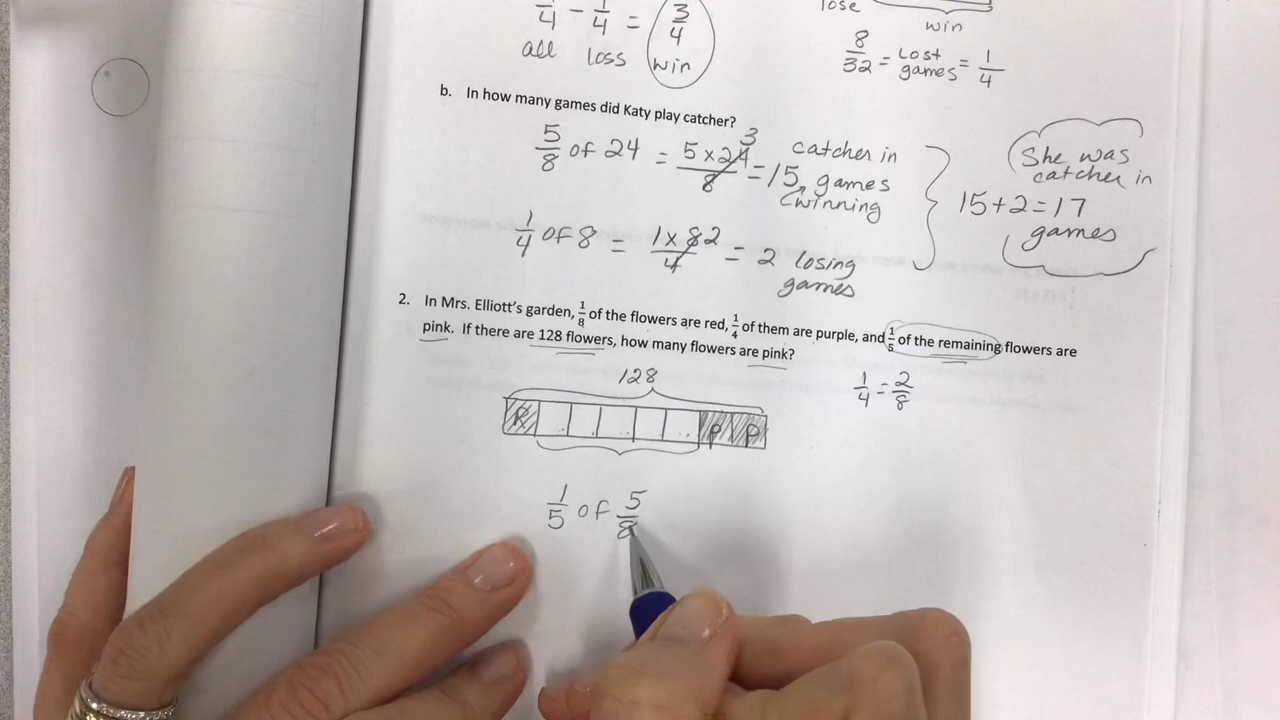 1/4 - 1/4 = 3/4
all loss win
lose
win
8/32 = Lost games = 1/4
b. In how many games did Katy play catcher?
5/8 of 24 = 5 x 24 3 / 8 = 15 catcher in games winning
1/4 of 8 = 1 x 8 2 / 4 = 2 losing games
She was catcher in
15+2=17
games
2. In Mrs. Elliott's garden, 1/8 of the flowers are red, 1/4 of them are purple, and 1/5 of the remaining flowers are
pink. If there are 128 flowers, how many flowers are pink?
1/4 = 2/8
128
R P P
1/5 of 5/8